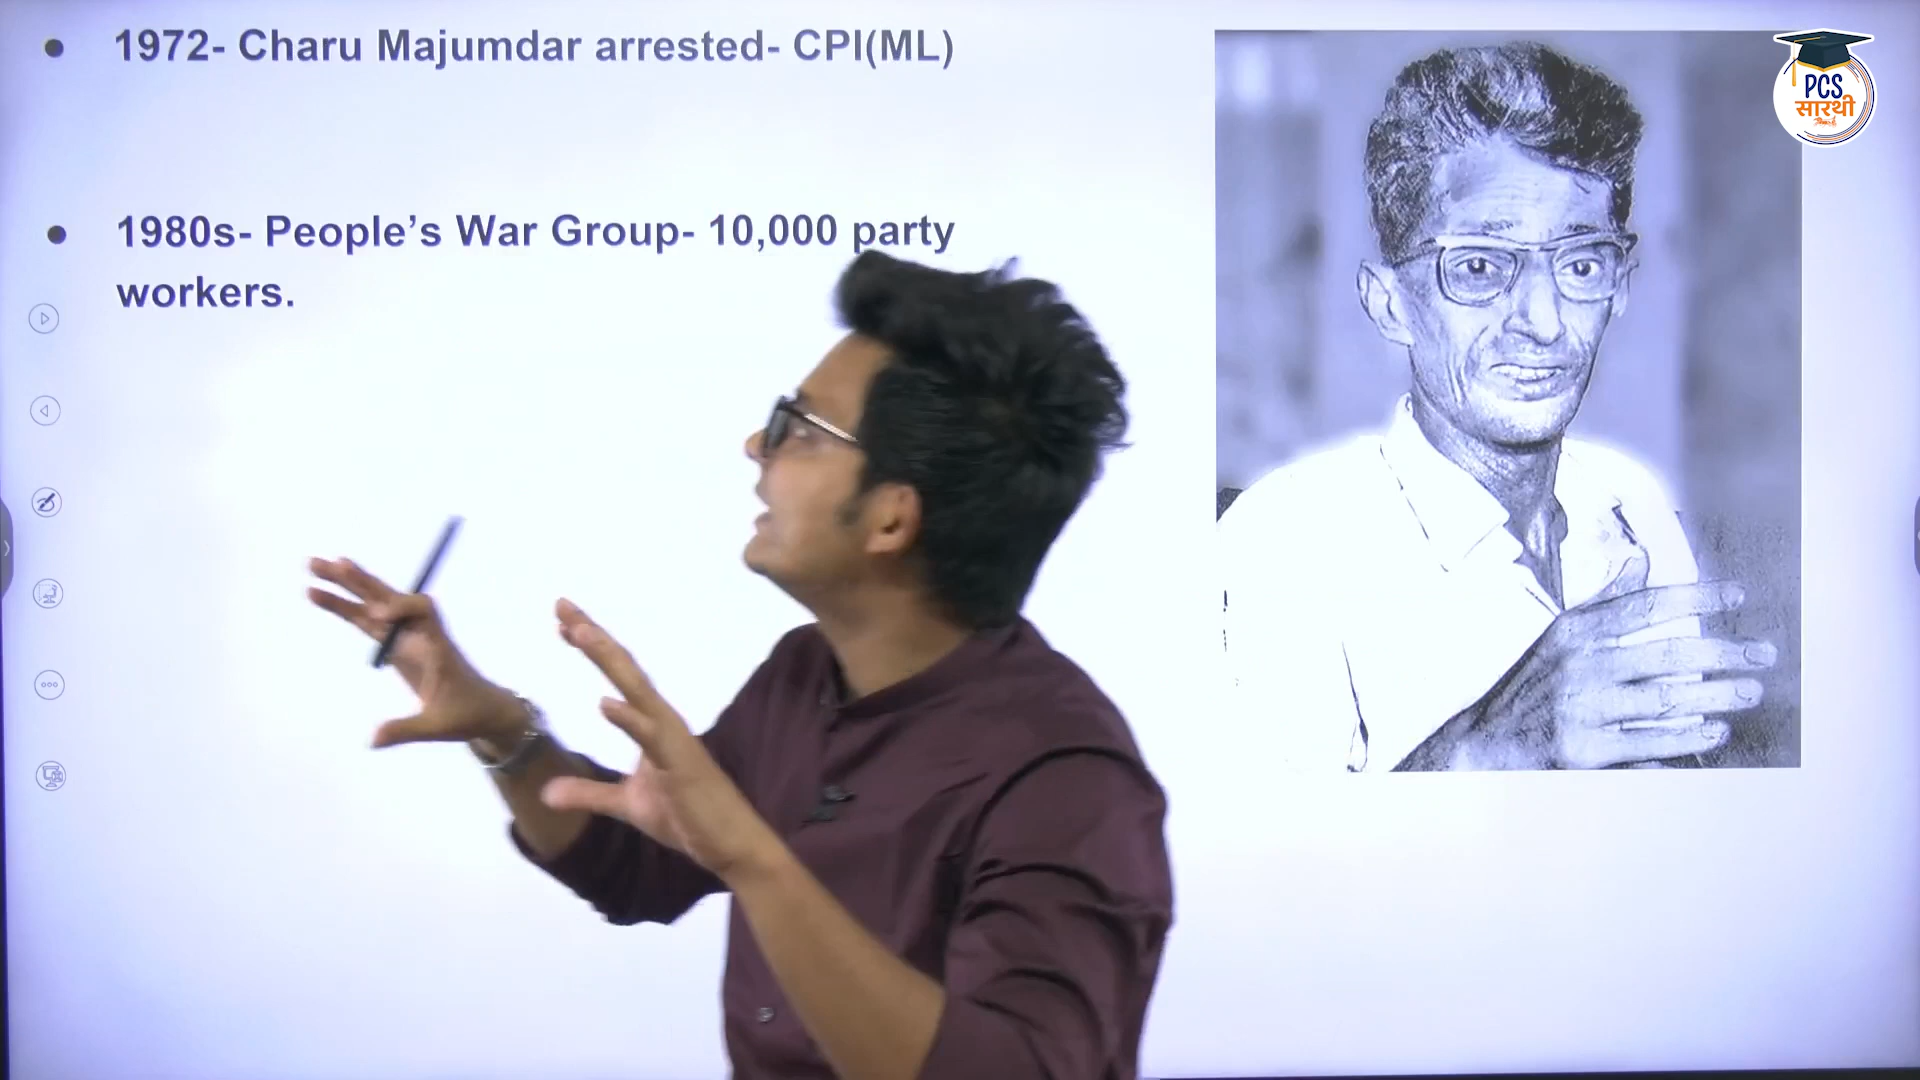 1972- Charu Majumdar arrested- CPI(ML)
1980s- People’s War Group- 10,000 party
workers.
PCS
सारथी